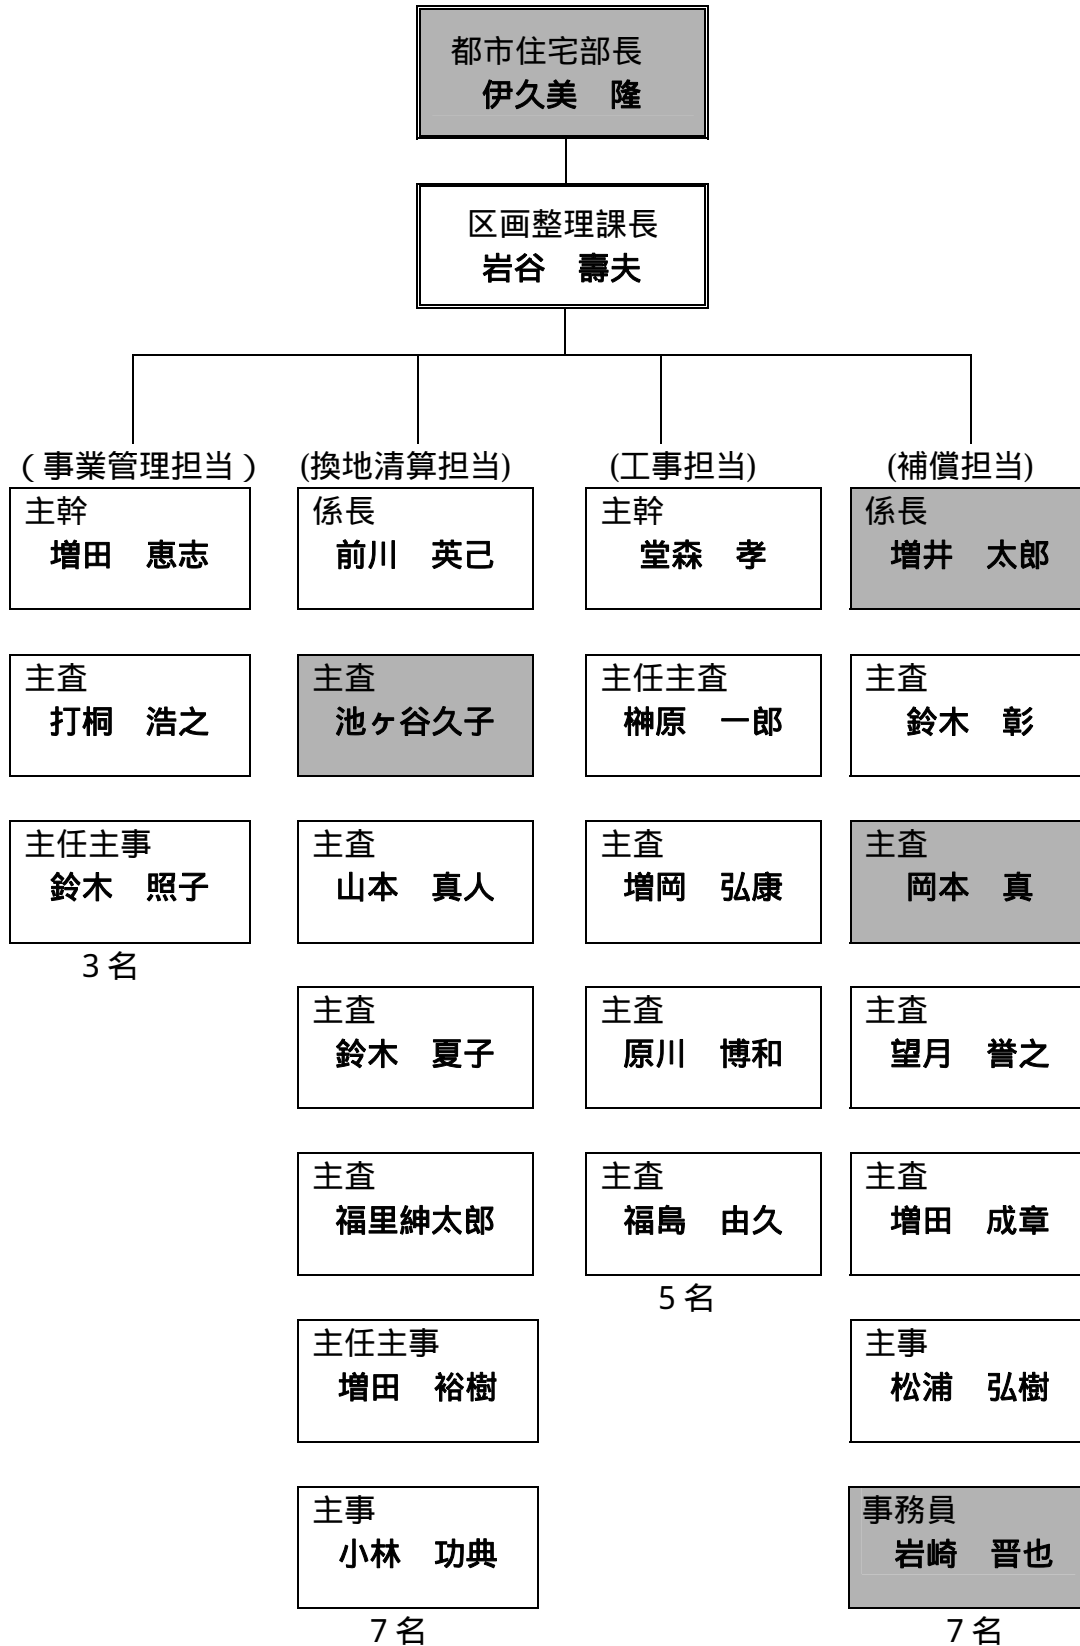 都市住宅部長
伊久美　隆
区画整理課長
岩谷　壽夫
（事業管理担当）
主幹
増田　恵志
主査
打桐　浩之
主任主事
鈴木　照子
3名
(換地清算担当)
係長
前川　英己
主査
池ヶ谷久子
主査
山本　真人
主査
鈴木　夏子
主査
福里紳太郎
主任主事
増田　裕樹
主事
小林　功典
7名
(工事担当)
主幹
堂森　孝
主任主査
榊原　一郎
主査
増岡　弘康
主査
原川　博和
主査
福島　由久
5名
(補償担当)
係長
増井　太郎
主査
鈴木　彰
主査
岡本　真
主査
望月　誉之
主査
増田　成章
主事
松浦　弘樹
事務員
岩崎　晋也
7名